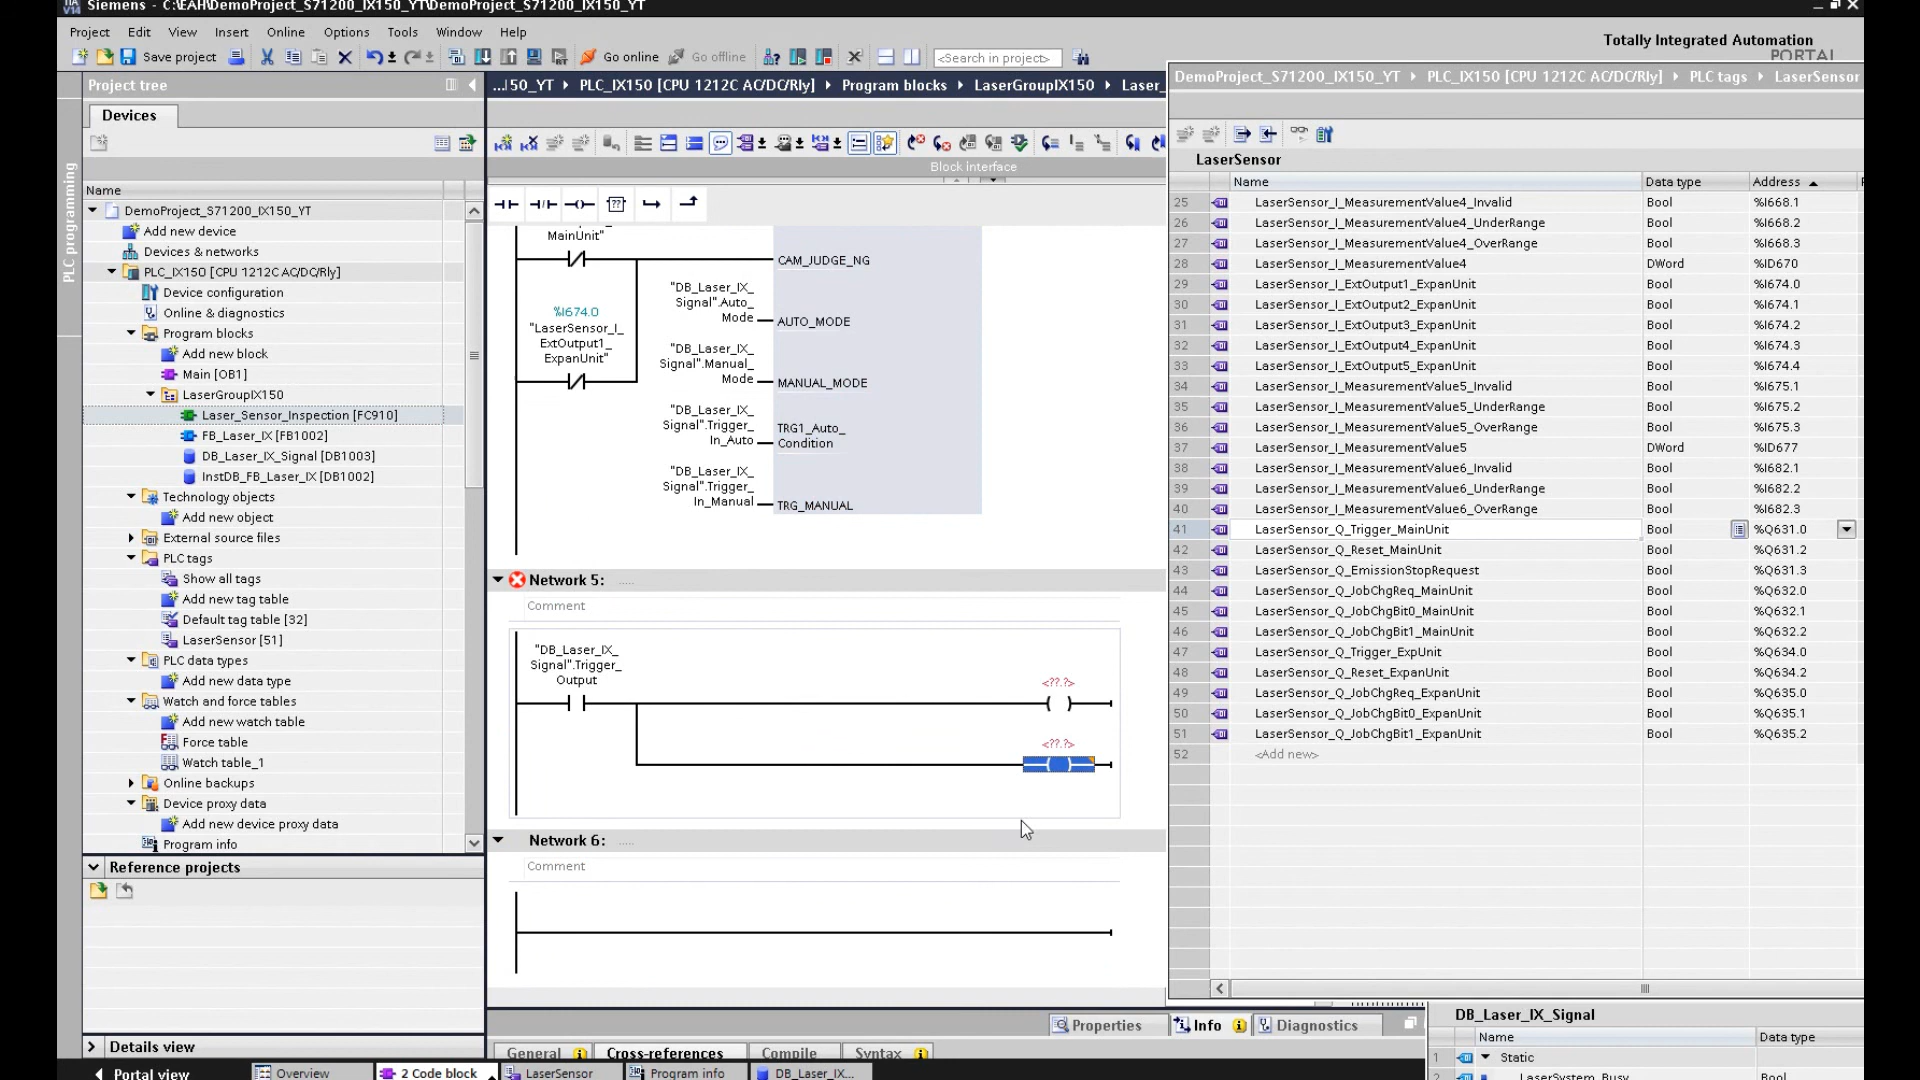 Siemens - C:\EAH\DemoProject_S71200_IX150_YT\DemoProject_S71200_IX150_YT
Project Edit View Insert Online Options Tools Window Help
Totally Integrated Automation
PORTAL
Save project
Go online
Go offline
<Search in project>
Project tree
...I50_YT PLC_IX150 [CPU 1212C AC/DC/Rly] Program blocks LaserGroupIX150 Laser_
DemoProject_S71200_IX150_YT PLC_IX150 [CPU 1212C AC/DC/Rly] PLC tags LaserSensor
Devices
PLC programming
Name
DemoProject_S71200_IX150_YT
Add new device
Devices & networks
PLC_IX150 [CPU 1212C AC/DC/Rly]
Device configuration
Online & diagnostics
Program blocks
Add new block
Main [OB1]
LaserGroupIX150
Laser_Sensor_Inspection [FC910]
FB_Laser_IX [FB1002]
DB_Laser_IX_Signal [DB1003]
InstDB_FB_Laser_IX [DB1002]
Technology objects
Add new object
External source files
PLC tags
Show all tags
Add new tag table
Default tag table [32]
LaserSensor [51]
PLC data types
Add new data type
Watch and force tables
Add new watch table
Force table
Watch table_1
Online backups
Device proxy data
Add new device proxy data
Program info
Reference projects
Details view
Block interface
MainUnit"
CAM_JUDGE_NG
%I674.0
"LaserSensor_I_
ExtOutput1_
ExpanUnit"
"DB_Laser_IX_
Signal".Auto_
Mode
AUTO_MODE
"DB_Laser_IX_
Signal".Manual_
Mode
MANUAL_MODE
"DB_Laser_IX_
Signal".Trigger_
In_Auto
TRG1_Auto_
Condition
"DB_Laser_IX_
Signal".Trigger_
In_Manual
TRG_MANUAL
Network 5: .....
Comment
"DB_Laser_IX_
Signal".Trigger_
Output
<??.?>
<??.?>
Network 6: .....
Comment
LaserSensor
Name Data type Address
25 LaserSensor_I_MeasurementValue4_Invalid Bool %I668.1
26 LaserSensor_I_MeasurementValue4_UnderRange Bool %I668.2
27 LaserSensor_I_MeasurementValue4_OverRange Bool %I668.3
28 LaserSensor_I_MeasurementValue4 DWord %ID670
29 LaserSensor_I_ExtOutput1_ExpanUnit Bool %I674.0
30 LaserSensor_I_ExtOutput2_ExpanUnit Bool %I674.1
31 LaserSensor_I_ExtOutput3_ExpanUnit Bool %I674.2
32 LaserSensor_I_ExtOutput4_ExpanUnit Bool %I674.3
33 LaserSensor_I_ExtOutput5_ExpanUnit Bool %I674.4
34 LaserSensor_I_MeasurementValue5_Invalid Bool %I675.1
35 LaserSensor_I_MeasurementValue5_UnderRange Bool %I675.2
36 LaserSensor_I_MeasurementValue5_OverRange Bool %I675.3
37 LaserSensor_I_MeasurementValue5 DWord %ID677
38 LaserSensor_I_MeasurementValue6_Invalid Bool %I682.1
39 LaserSensor_I_MeasurementValue6_UnderRange Bool %I682.2
40 LaserSensor_I_MeasurementValue6_OverRange Bool %I682.3
41 LaserSensor_Q_Trigger_MainUnit Bool %Q631.0
42 LaserSensor_Q_Reset_MainUnit Bool %Q631.2
43 LaserSensor_Q_EmissionStopRequest Bool %Q631.3
44 LaserSensor_Q_JobChgReq_MainUnit Bool %Q632.0
45 LaserSensor_Q_JobChgBit0_MainUnit Bool %Q632.1
46 LaserSensor_Q_JobChgBit1_MainUnit Bool %Q632.2
47 LaserSensor_Q_Trigger_ExpUnit Bool %Q634.0
48 LaserSensor_Q_Reset_ExpanUnit Bool %Q634.2
49 LaserSensor_Q_JobChgReq_ExpanUnit Bool %Q635.0
50 LaserSensor_Q_JobChgBit0_ExpanUnit Bool %Q635.1
51 LaserSensor_Q_JobChgBit1_ExpanUnit Bool %Q635.2
52 <Add new>
Properties Info Diagnostics
General Cross-references Compile Syntax
DB_Laser_IX_Signal
Name Data type
1 Static
2 LaserSystem_Busy Bool
Portal view Overview 2 Code block LaserSensor Program info DB_Laser_IX...